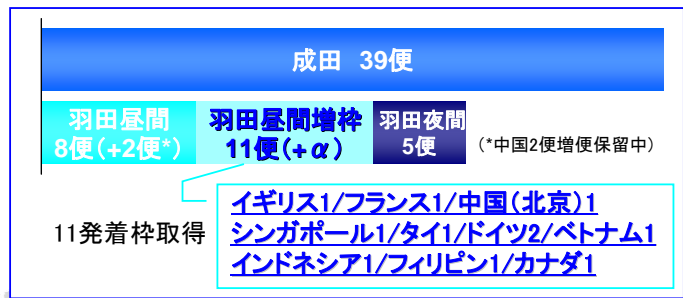 成田 39便
羽田昼間
8便(+2便*)
羽田昼間増枠
11便(+α)
羽田夜間
5便
(*中国2便増便保留中)
11発着枠取得
イギリス1/フランス1/中国(北京)1
シンガポール1/タイ1/ドイツ2/ベトナム1
インドネシア1/フィリピン1/カナダ1